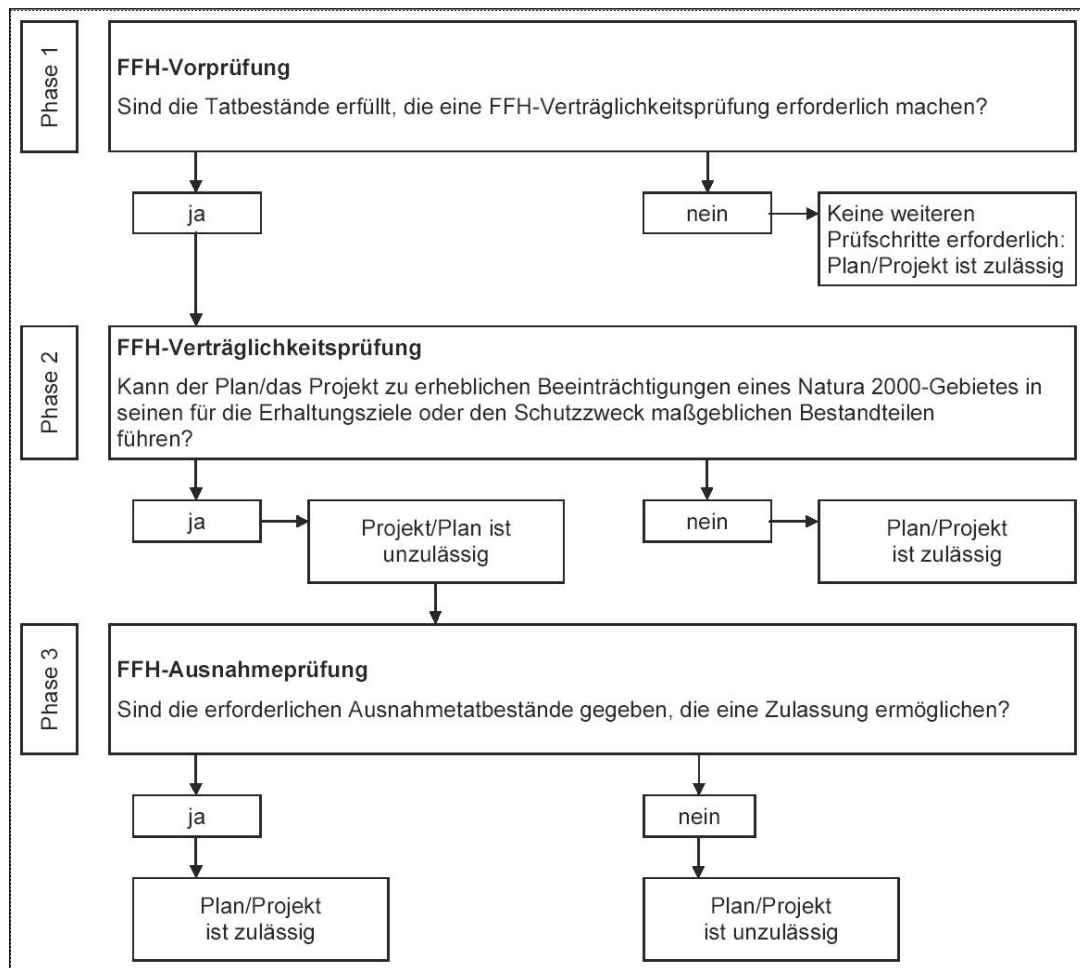 Phase 1
FFH-Vorprüfung
Sind die Tatbestände erfüllt, die eine FFH-Verträglichkeitsprüfung erforderlich machen?
ja
nein
Keine weiteren
Prüfschritte erforderlich:
Plan/Projekt ist zulässig
Phase 2
FFH-Verträglichkeitsprüfung
Kann der Plan/das Projekt zu erheblichen Beeinträchtigungen eines Natura 2000-Gebietes in
seinen für die Erhaltungsziele oder den Schutzzweck maßgeblichen Bestandteilen
führen?
ja
Projekt/Plan ist
unzulässig
nein
Plan/Projekt
ist zulässig
Phase 3
FFH-Ausnahmeprüfung
Sind die erforderlichen Ausnahmetatbestände gegeben, die eine Zulassung ermöglichen?
ja
nein
Plan/Projekt
ist zulässig
Plan/Projekt
ist unzulässig